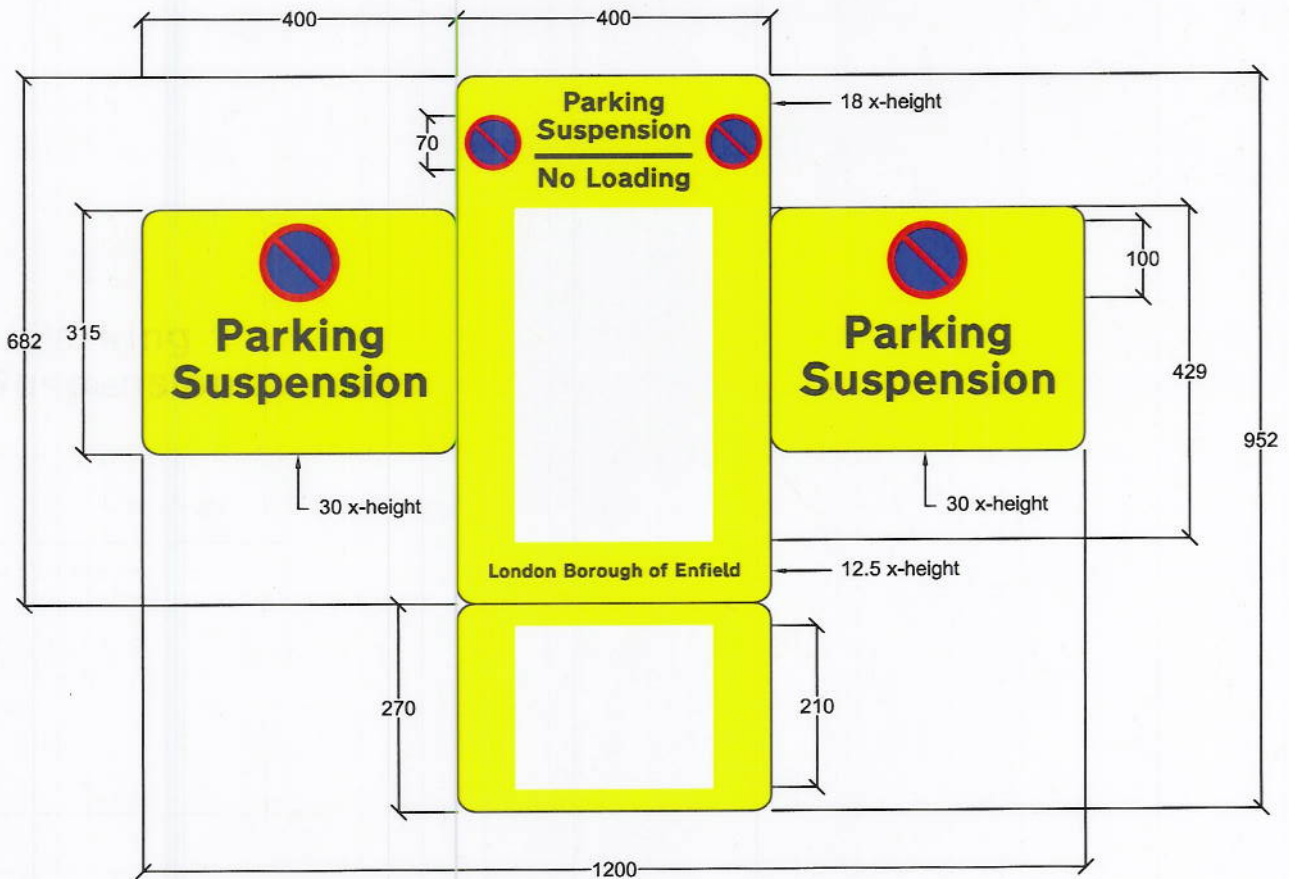 400
400
Parking
Suspension
No Loading
18 x-height
70
Parking
Suspension
Parking
Suspension
100
682
315
429
952
30 x-height
30 x-height
London Borough of Enfield
12.5 x-height
270
210
1200